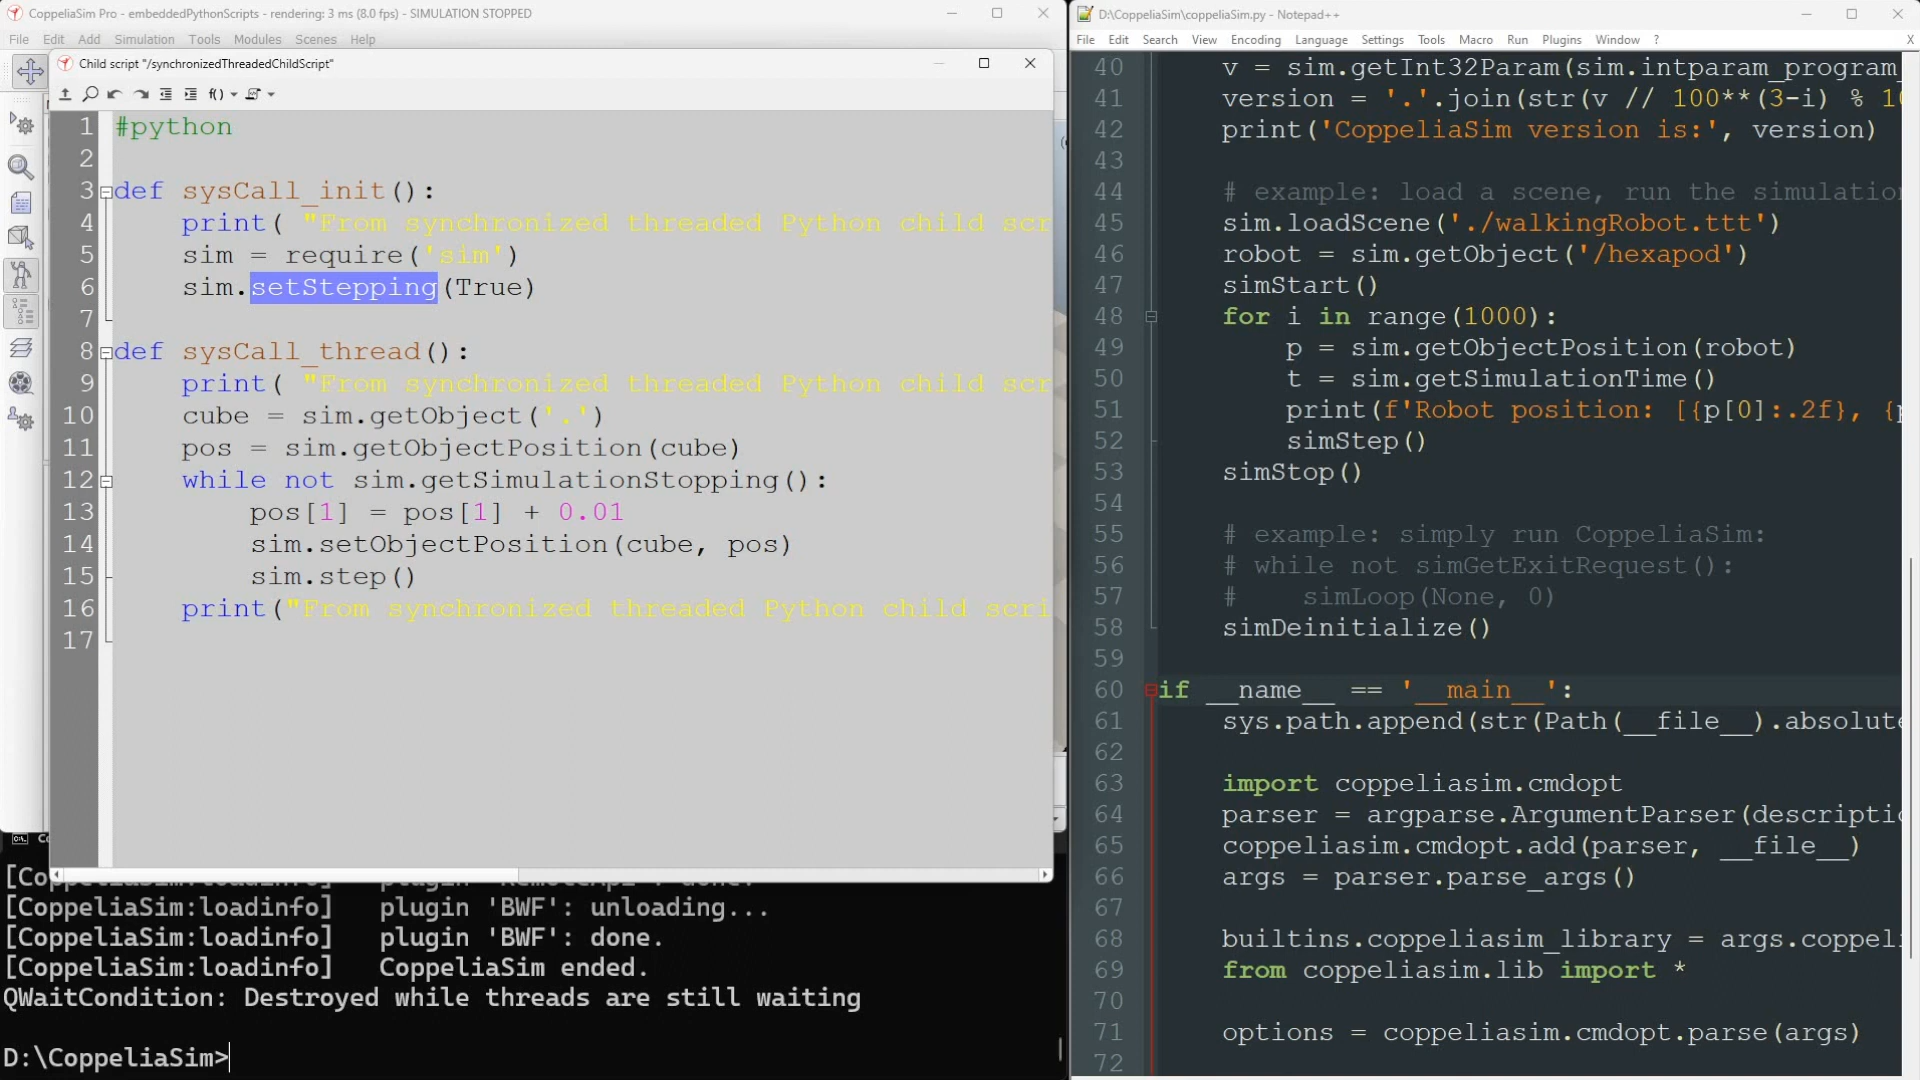 CoppeliaSim Pro - embeddedPythonScripts - rendering: 3 ms (8.0 fps) - SIMULATION STOPPED
File Edit Add Simulation Tools Modules Scenes Help
Child script "/synchronizedThreadedChildScript"
f()
1 #python
2
3 def sysCall_init():
4 print( "From synchronized threaded Python child scr
5 sim = require('sim')
6 sim.setStepping(True)
7
8 def sysCall_thread():
9 print( "From synchronized threaded Python child scr
10 cube = sim.getObject('.')
11 pos = sim.getObjectPosition(cube)
12 while not sim.getSimulationStopping():
13 pos[1] = pos[1] + 0.01
14 sim.setObjectPosition(cube, pos)
15 sim.step()
16 print("From synchronized threaded Python child scri
17
[CoppeliaSim:loadinfo] plugin 'BWF': unloading...
[CoppeliaSim:loadinfo] plugin 'BWF': done.
[CoppeliaSim:loadinfo] CoppeliaSim ended.
QWaitCondition: Destroyed while threads are still waiting
D:\CoppeliaSim>
D:\CoppeliaSim\coppeliaSim.py - Notepad++
File Edit Search View Encoding Language Settings Tools Macro Run Plugins Window ? X
40 v = sim.getInt32Param(sim.intparam_program_
41 version = '.'.join(str(v // 100**(3-i) % 10
42 print('CoppeliaSim version is:', version)
43
44 # example: load a scene, run the simulation
45 sim.loadScene('./walkingRobot.ttt')
46 robot = sim.getObject('/hexapod')
47 simStart()
48 for i in range(1000):
49 p = sim.getObjectPosition(robot)
50 t = sim.getSimulationTime()
51 print(f'Robot position: [{p[0]:.2f}, {p
52 simStep()
53 simStop()
54
55 # example: simply run CoppeliaSim:
56 # while not simGetExitRequest():
57 # simLoop(None, 0)
58 simDeinitialize()
59
60 if __name__ == '__main__':
61 sys.path.append(str(Path(__file__).absolute
62
63 import coppeliasim.cmdopt
64 parser = argparse.ArgumentParser(descriptio
65 coppeliasim.cmdopt.add(parser, __file__)
66 args = parser.parse_args()
67
68 builtins.coppeliasim_library = args.coppeli
69 from coppeliasim.lib import *
70
71 options = coppeliasim.cmdopt.parse(args)
72